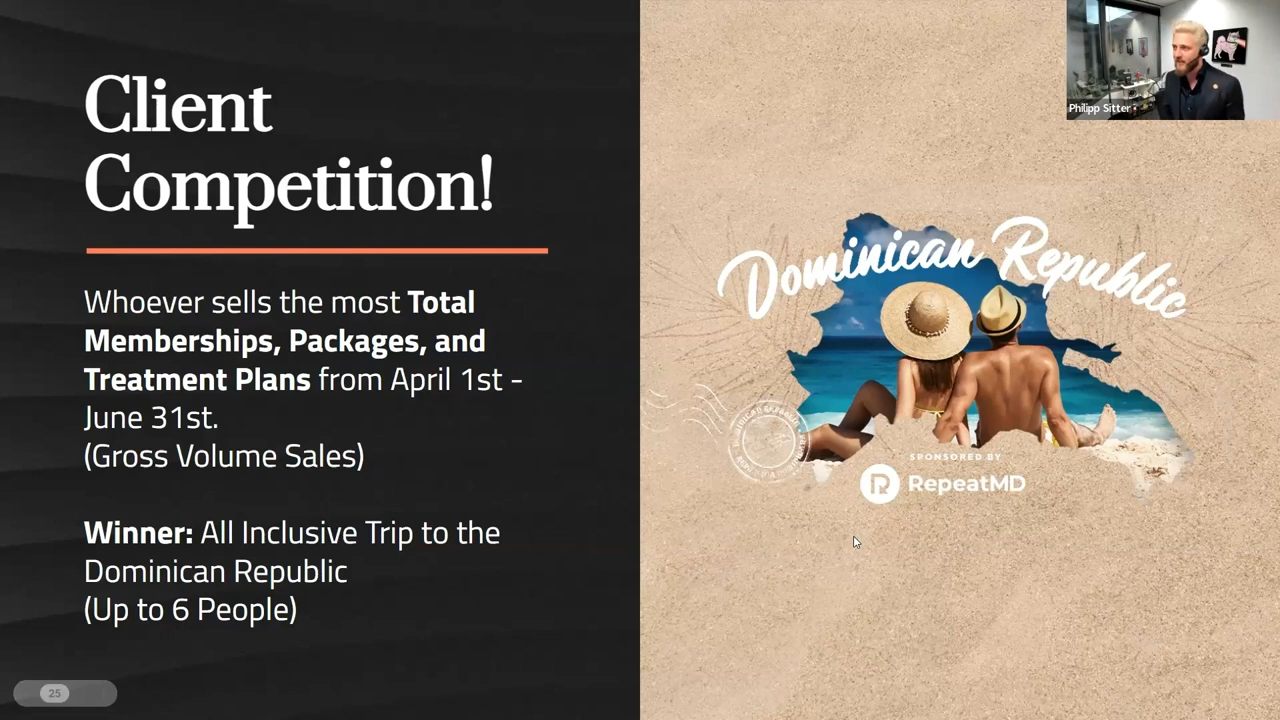 Client
Competition!
Whoever sells the most Total
Memberships, Packages, and
Treatment Plans from April 1st -
June 31st.
(Gross Volume Sales)
Winner: All Inclusive Trip to the
Dominican Republic
(Up to 6 People)
25
Philipp Sitter
Dominican Republic
SPONSORED BY
RepeatMD